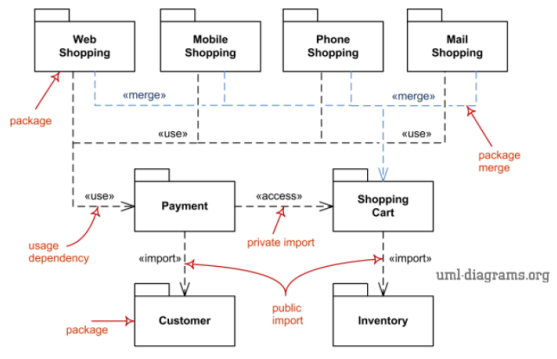 Web
Shopping
Mobile
Shopping
Phone
Shopping
Mail
Shopping
«merge»
«merge»
package
«use»
«use»
package
merge
«use»
Payment
«access»
Shopping
Cart
usage
dependency
private import
«import»
«import»
uml-diagrams.org
public
import
package
Customer
Inventory